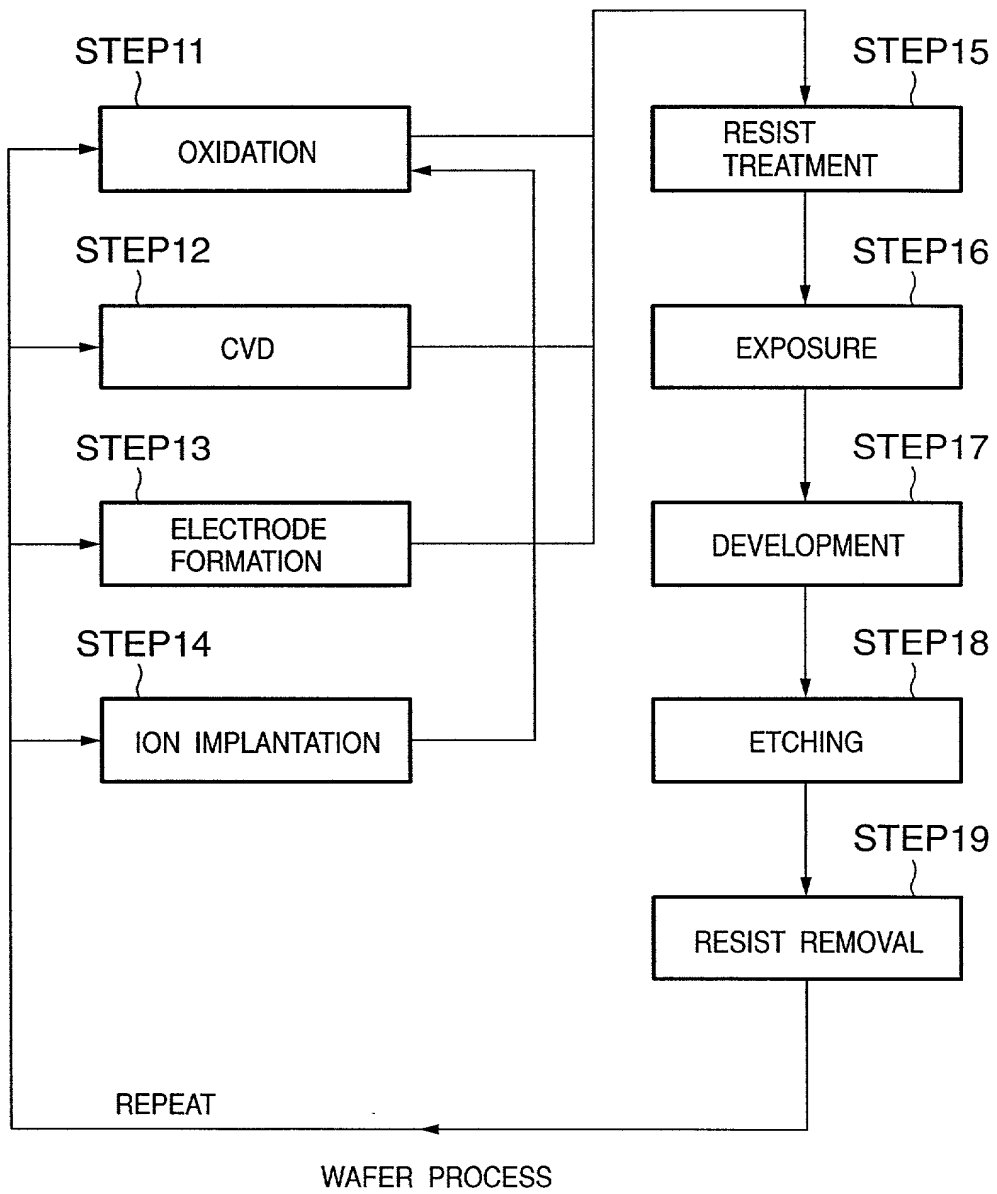 STEP11
OXIDATION
STEP12
CVD
STEP13
ELECTRODE
FORMATION
STEP14
ION IMPLANTATION
STEP15
RESIST
TREATMENT
STEP16
EXPOSURE
STEP17
DEVELOPMENT
STEP18
ETCHING
STEP19
RESIST REMOVAL
REPEAT
WAFER PROCESS